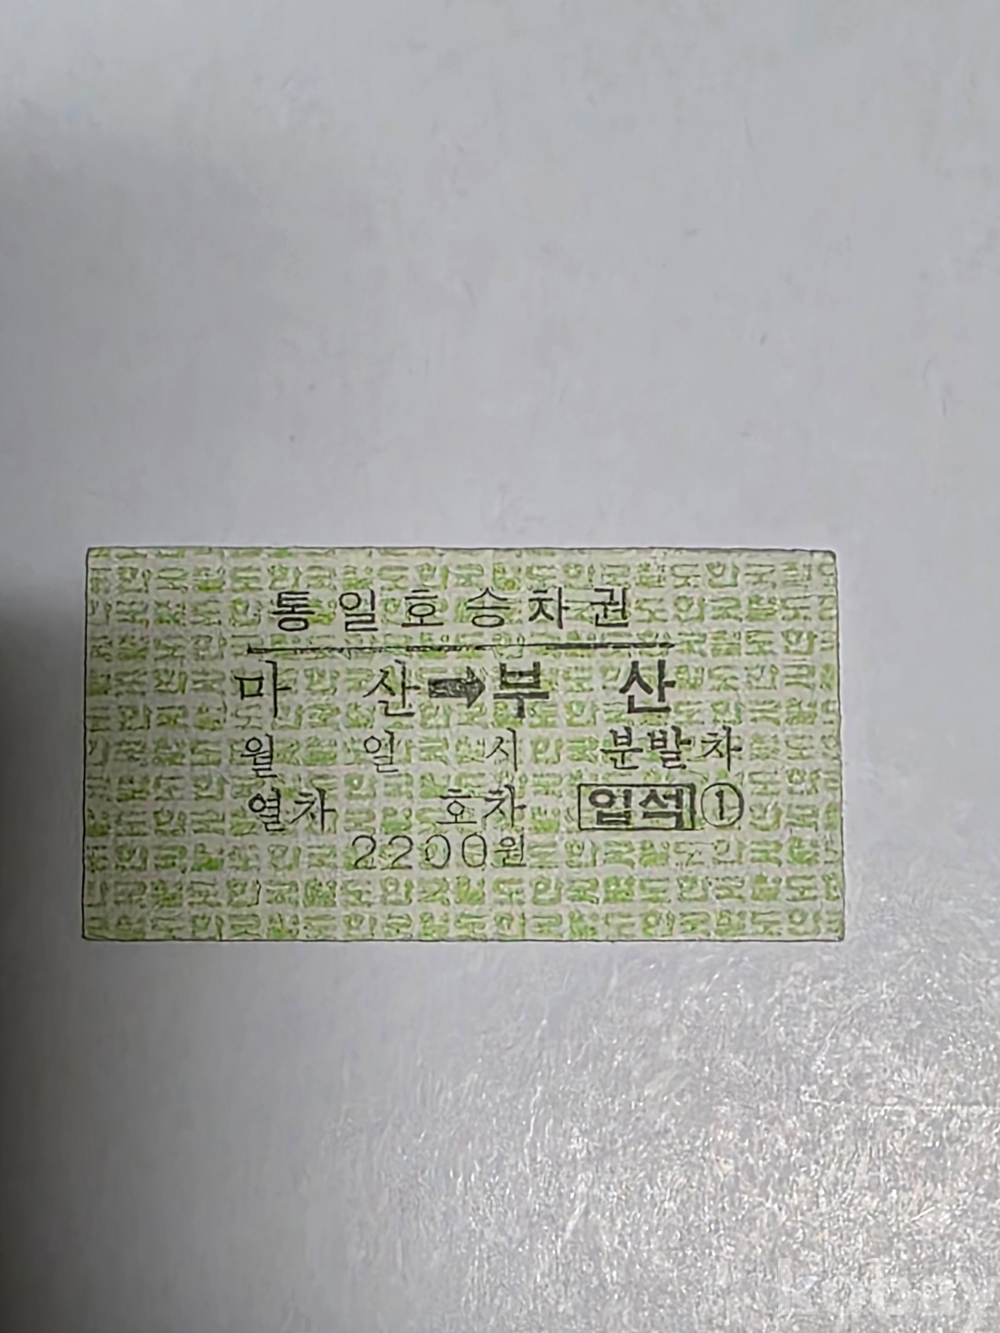 통일호승차권
마 산➡부 산
월 일 시 분발차
열차 호차 입석①
2200원